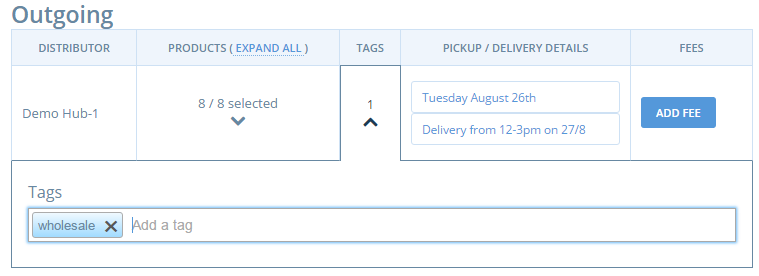 Outgoing
DISTRIBUTOR PRODUCTS ( EXPAND ALL ) TAGS PICKUP / DELIVERY DETAILS FEES
Demo Hub-1 8 / 8 selected 1 Tuesday August 26th ADD FEE
Delivery from 12-3pm on 27/8
Tags
wholesale Add a tag